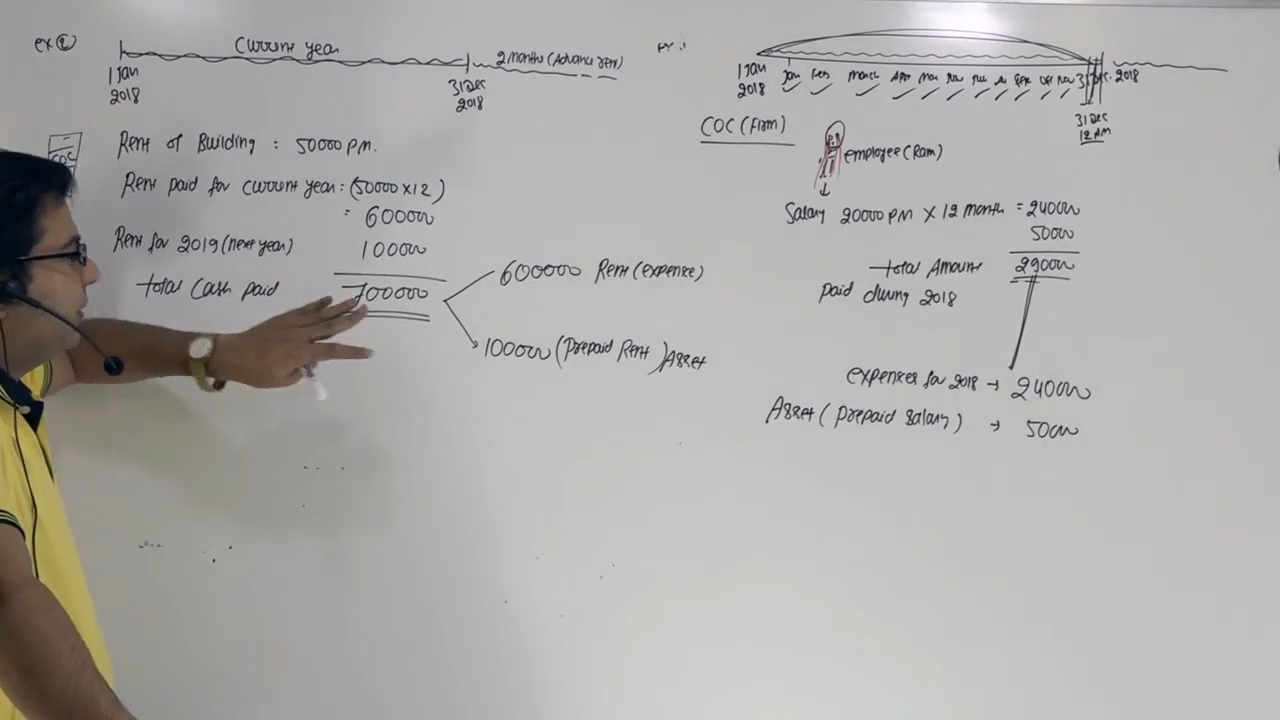 ex ②
Current year
2 months (Advance rent)
1 Jan
2018
31 Dec
2018
COC
Rent of Building : 50000 P.m.
Rent paid for current year : (50000 x 12)
= 600000
Rent for 2019 (next year) 100000
total cash paid 700000
600000 Rent (expense)
100000 (Prepaid Rent) Asset
1 Jan
2018
Jan Feb March Apr
31 Dec. 2018
31 Dec
12 AM
COC (Firm)
employee (Ram)
Salary 20000 PM X 12 month = 240000
50000
total Amount 290000
paid during 2018
expenses for 2018 → 240000
Asset (prepaid salary) → 50000